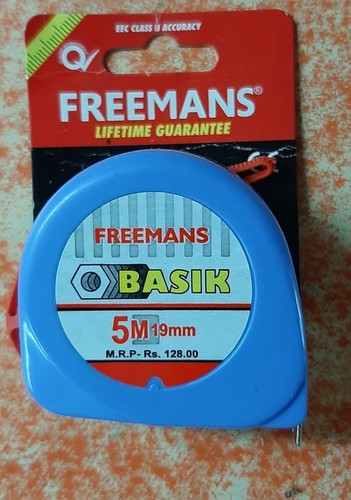 EEC CLASS II ACCURACY
FREEMANS®
LIFETIME GUARANTEE
FREEMANS
BASIK
5M 19mm
M.R.P- Rs. 128.00